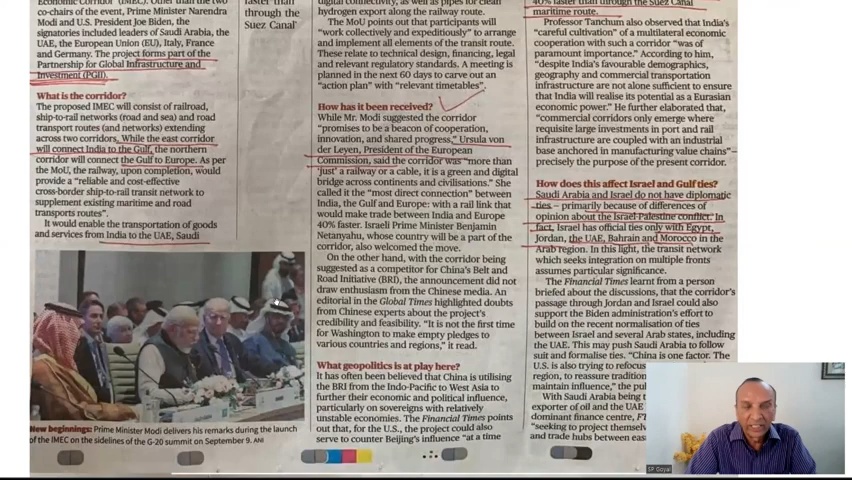 Economic Corridor (IMEC). Other than the two
co-chairs of the event, Prime Minister Narendra
Modi and U.S. President Joe Biden, the
signatories included leaders of Saudi Arabia, the
UAE, the European Union (EU), Italy, France
and Germany. The project forms part of the
Partnership for Global Infrastructure and
Investment (PGII).
What is the corridor?
The proposed IMEC will consist of railroad,
ship-to-rail networks (road and sea) and road
transport routes (and networks) extending
across two corridors. While the east corridor
will connect India to the Gulf, the northern
corridor will connect the Gulf to Europe. As per
the MoU, the railway, upon completion, would
provide a "reliable and cost-effective
cross-border ship-to-rail transit network to
supplement existing maritime and road
transports routes".
It would enable the transportation of goods
and services from India to the UAE, Saudi
New beginnings: Prime Minister Modi delivers his remarks during the launch
of the IMEC on the sidelines of the G-20 summit on September 9. ANI
faster than
through the
Suez Canal'
digital connectivity, as well as pipes for clean
hydrogen export along the railway route.
The MoU points out that participants will
"work collectively and expeditiously" to arrange
and implement all elements of the transit route.
These relate to technical design, financing, legal
and relevant regulatory standards. A meeting is
planned in the next 60 days to carve out an
"action plan" with "relevant timetables".
How has it been received?
While Mr. Modi suggested the corridor
"promises to be a beacon of cooperation,
innovation, and shared progress," Ursula von
der Leyen, President of the European
Commission, said the corridor was "more than
'just' a railway or a cable, it is a green and digital
bridge across continents and civilisations." She
called it the "most direct connection" between
India, the Gulf and Europe: with a rail link that
would make trade between India and Europe
40% faster. Israeli Prime Minister Benjamin
Netanyahu, whose country will be a part of the
corridor, also welcomed the move.
On the other hand, with the corridor being
suggested as a competitor for China's Belt and
Road Initiative (BRI), the announcement did
not draw enthusiasm from the Chinese media. An
editorial in the Global Times highlighted doubts
from Chinese experts about the project's
credibility and feasibility. "It is not the first time
for Washington to make empty pledges to
various countries and regions," it read.
What geopolitics is at play here?
It has often been believed that China is utilising
the BRI from the Indo-Pacific to West Asia to
further their economic and political influence,
particularly on sovereigns with relatively
unstable economies. The Financial Times points
out that, for the U.S., the project could also
serve to counter Beijing's influence "at a time
40% faster than through the Suez Canal
maritime route.
Professor Tanchum also observed that India's
"careful cultivation" of a multilateral economic
cooperation with such a corridor "was of
paramount importance." According to him,
"despite India's favourable demographics,
geography and commercial transportation
infrastructure are not alone sufficient to ensure
that India will realise its potential as a Eurasian
economic power." He further elaborated that,
"commercial corridors only emerge where
requisite large investments in port and rail
infrastructure are coupled with an industrial
base anchored in manufacturing value chains"–
precisely the purpose of the present corridor.
How does this affect Israel and Gulf ties?
Saudi Arabia and Israel do not have diplomatic
ties – primarily because of differences of
opinion about the Israel-Palestine conflict. In
fact, Israel has official ties only with Egypt,
Jordan, the UAE, Bahrain and Morocco in the
Arab region. In this light, the transit network
which seeks integration on multiple fronts
assumes particular significance.
The Financial Times learnt from a person
briefed about the discussions, that the corridor's
passage through Jordan and Israel could also
support the Biden administration's effort to
build on the recent normalisation of ties
between Israel and several Arab states, including
the UAE. This may push Saudi Arabia to follow
suit and formalise ties. "China is one factor. The
U.S. is also trying to refocus
region, to reassure tradition
maintain influence," the pu
With Saudi Arabia being t
exporter of oil and the UAE
dominant finance centre, FT
"seeking to project themsel
and trade hubs between eas
SP Goyal